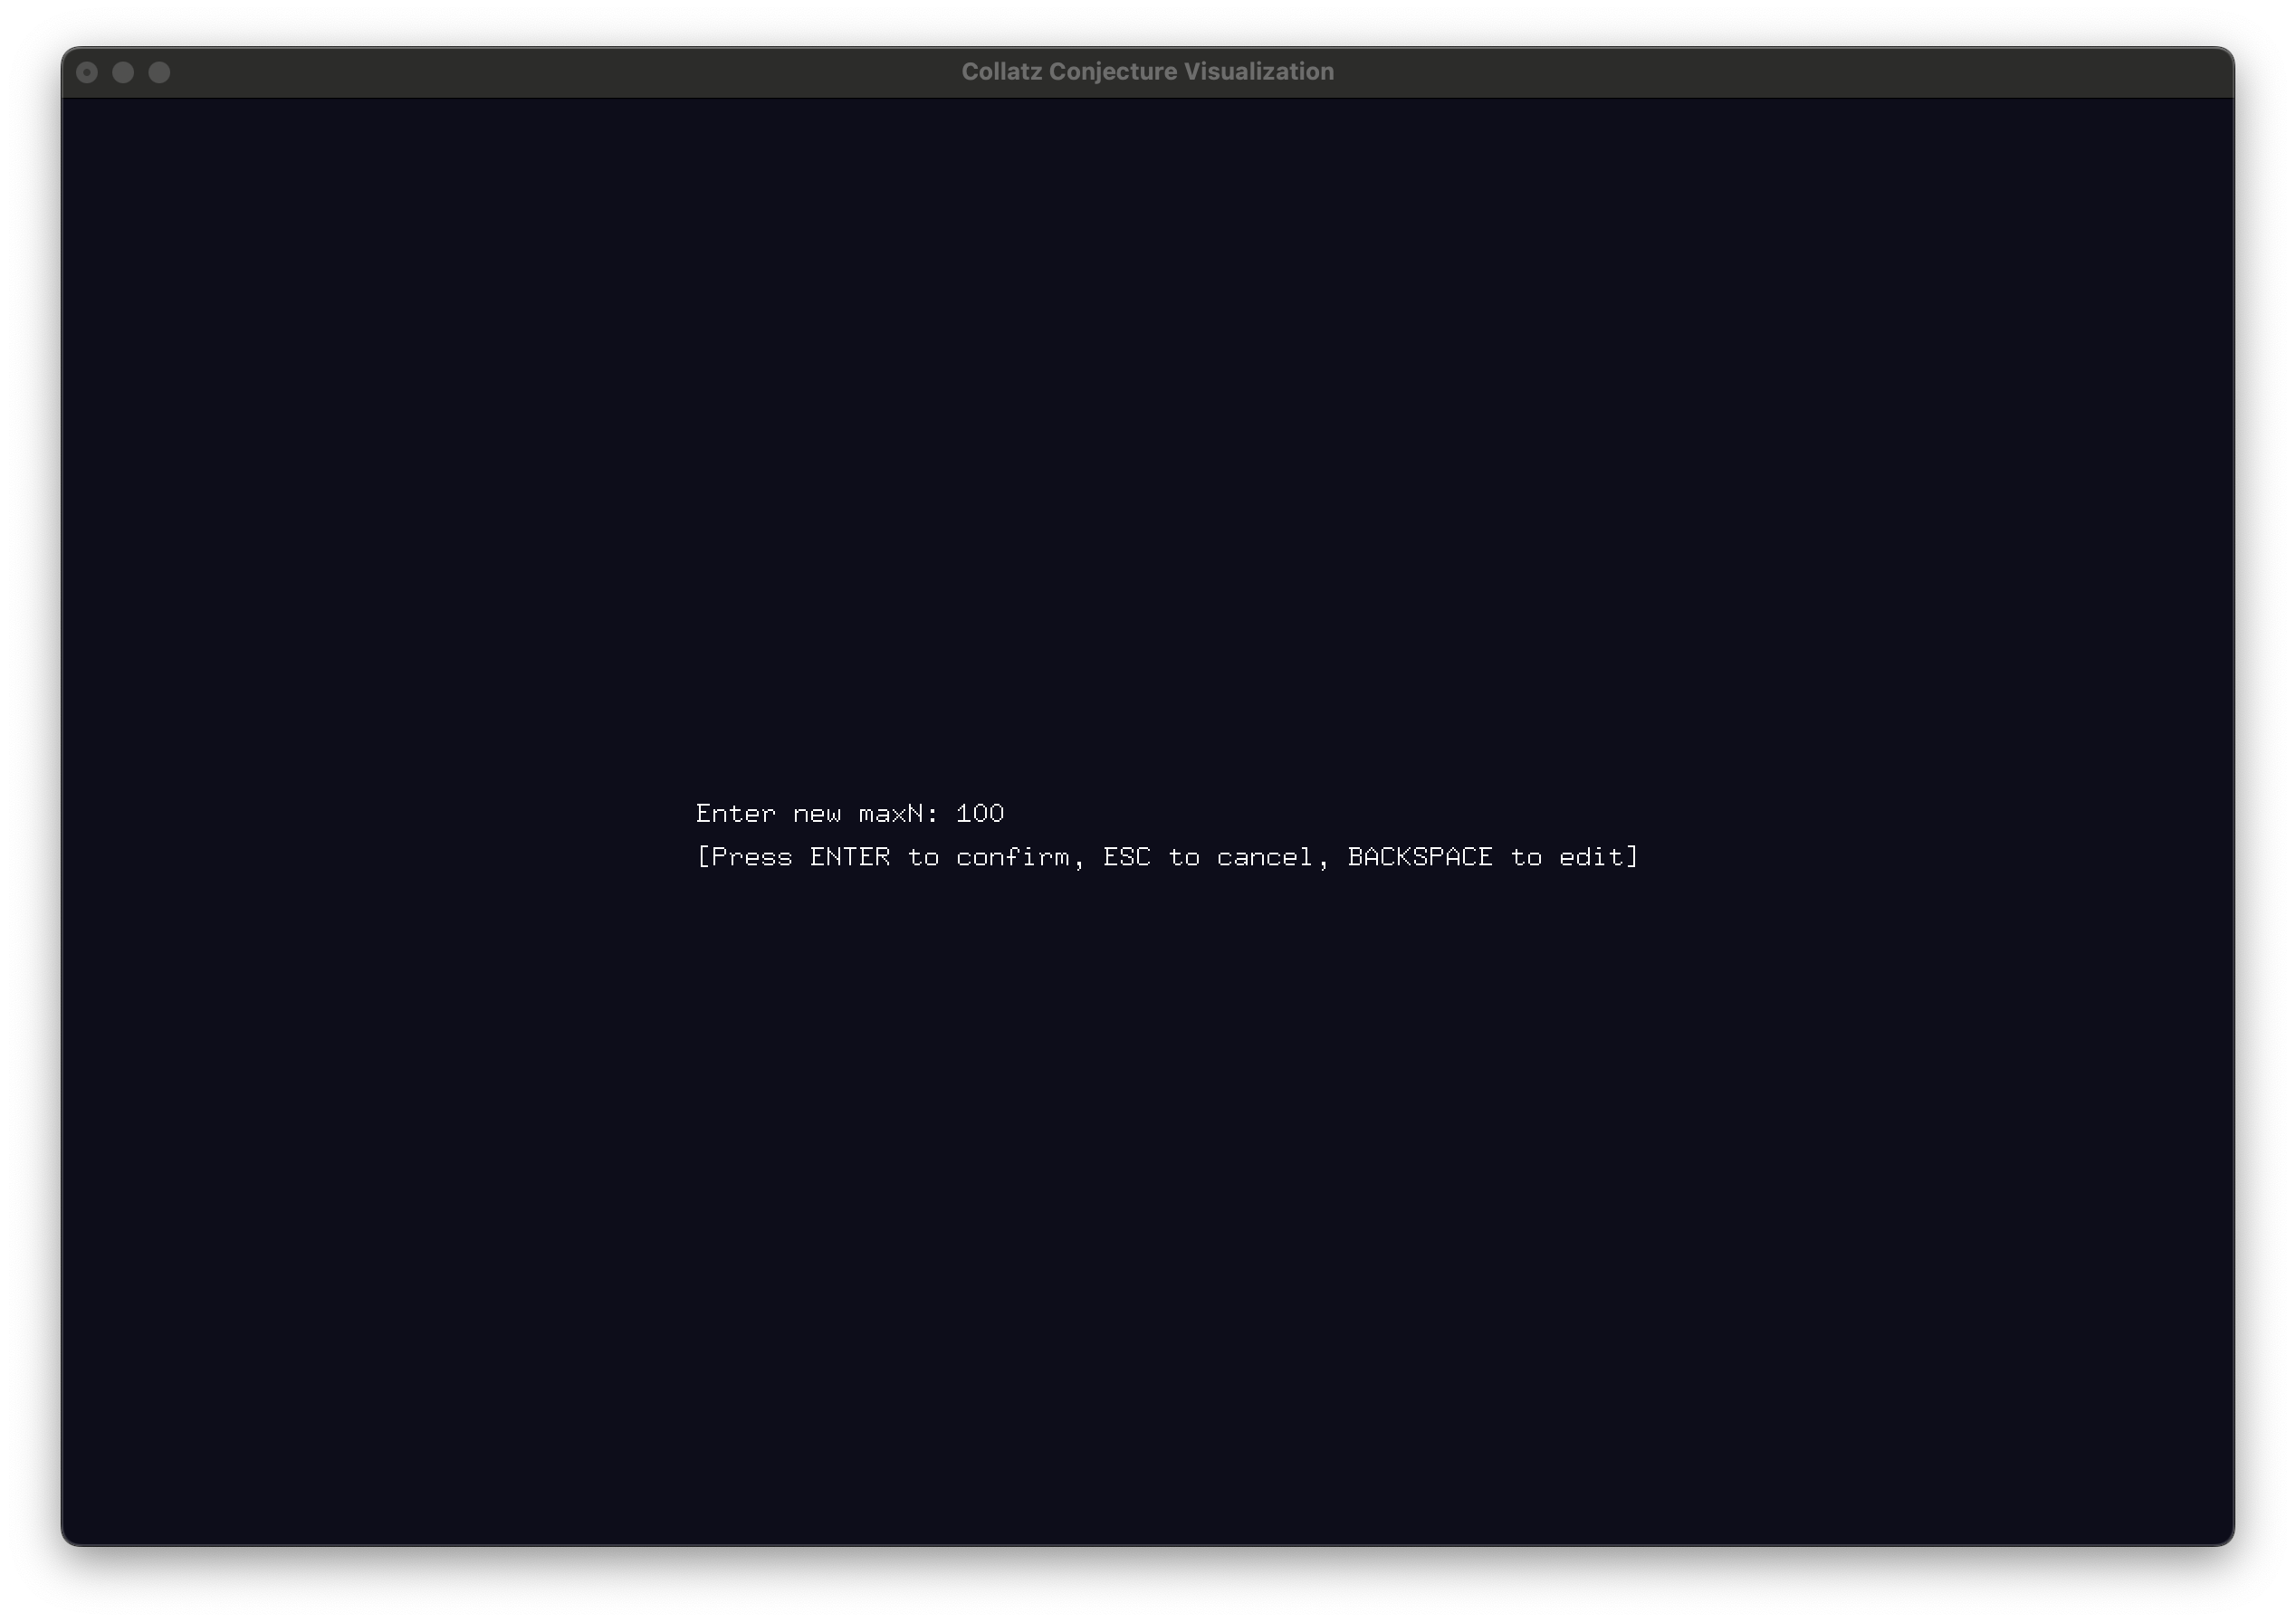 Collatz Conjecture Visualization
Enter new maxN: 100
[Press ENTER to confirm, ESC to cancel, BACKSPACE to edit]